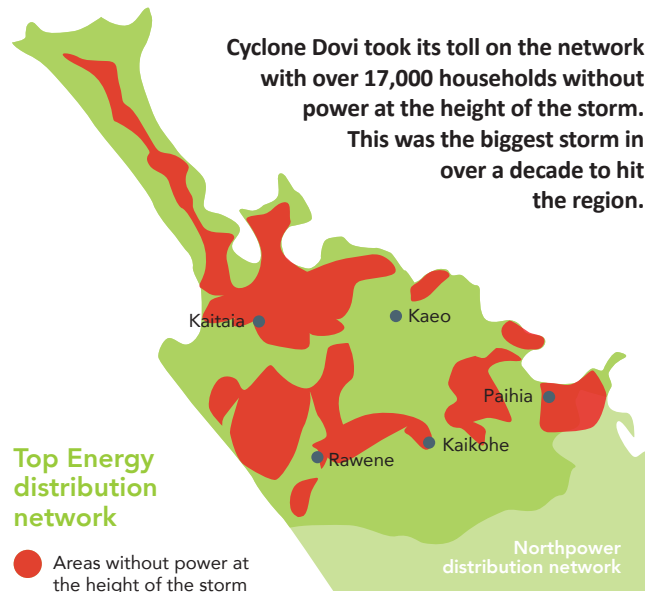 Cyclone Dovi took its toll on the network
with over 17,000 households without
power at the height of the storm.
This was the biggest storm in
over a decade to hit
the region.
Kaitaia
Kaeo
Paihia
Kaikohe
Rawene
Top Energy
distribution
network
Northpower
distribution network
Areas without power at
the height of the storm